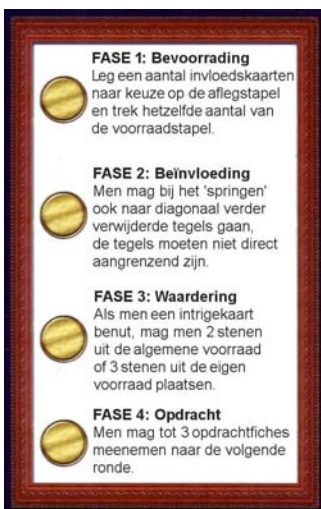 FASE 1: Bevoorrading
Leg een aantal invloedskaarten
naar keuze op de aflegstapel
en trek hetzelfde aantal van
de voorraadstapel.
FASE 2: Beïnvloeding
Men mag bij het 'springen'
ook naar diagonaal verder
verwijderde tegels gaan,
de tegels moeten niet direct
aangrenzend zijn.
FASE 3: Waardering
Als men een intrigekaart
benut, mag men 2 stenen
uit de algemene voorraad
of 3 stenen uit de eigen
voorraad plaatsen.
FASE 4: Opdracht
Men mag tot 3 opdrachtfiches
meenemen naar de volgende
ronde.